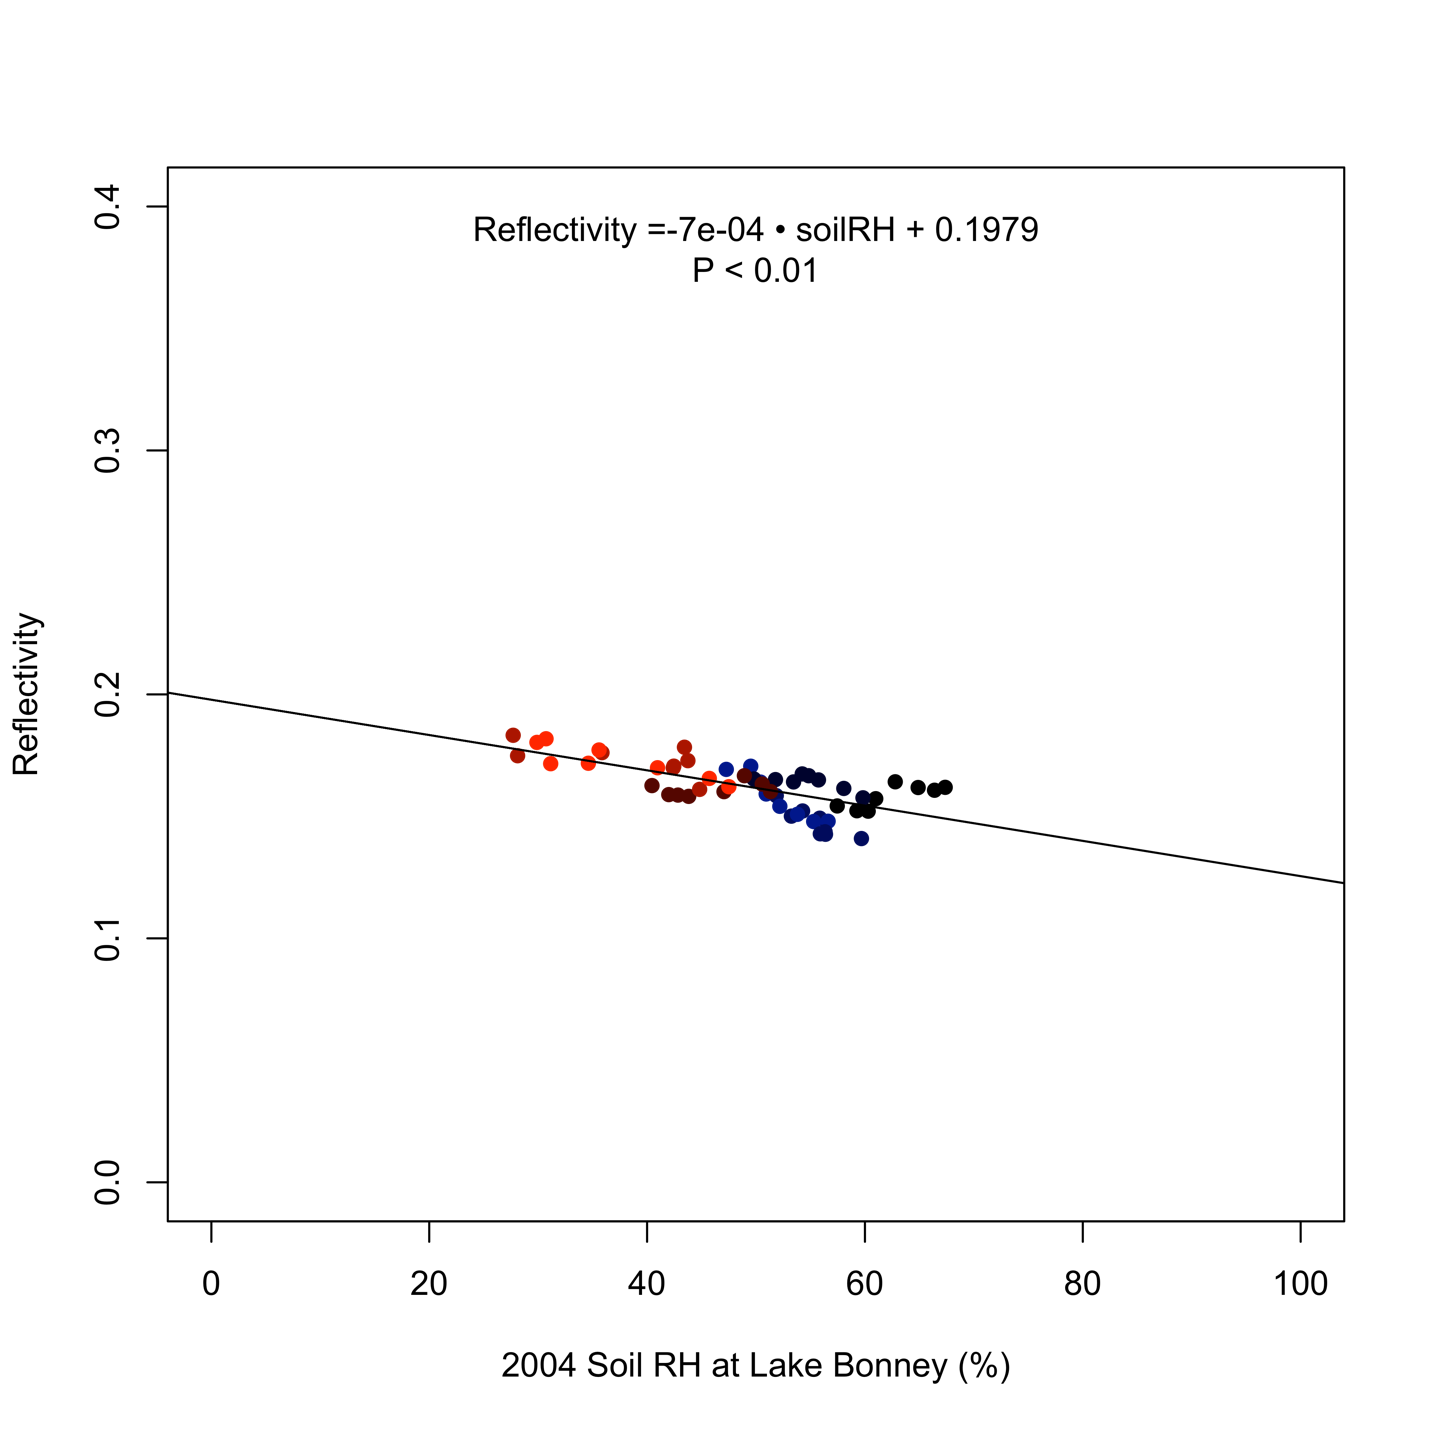 Reflectivity =-7e-04 • soilRH + 0.1979
P < 0.01
Reflectivity
0.4
0.3
0.2
0.1
0.0
0 20 40 60 80 100
2004 Soil RH at Lake Bonney (%)